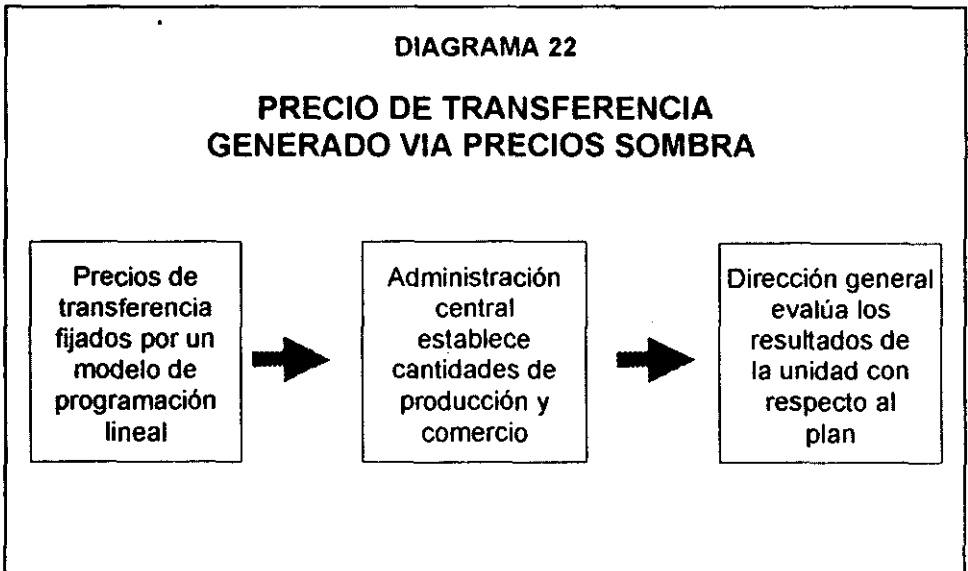 DIAGRAMA 22
PRECIO DE TRANSFERENCIA
GENERADO VIA PRECIOS SOMBRA
Precios de
transferencia
fijados por un
modelo de
programación
lineal
Administración
central
establece
cantidades de
producción y
comercio
Dirección general
evalúa los
resultados de
la unidad con
respecto al
plan